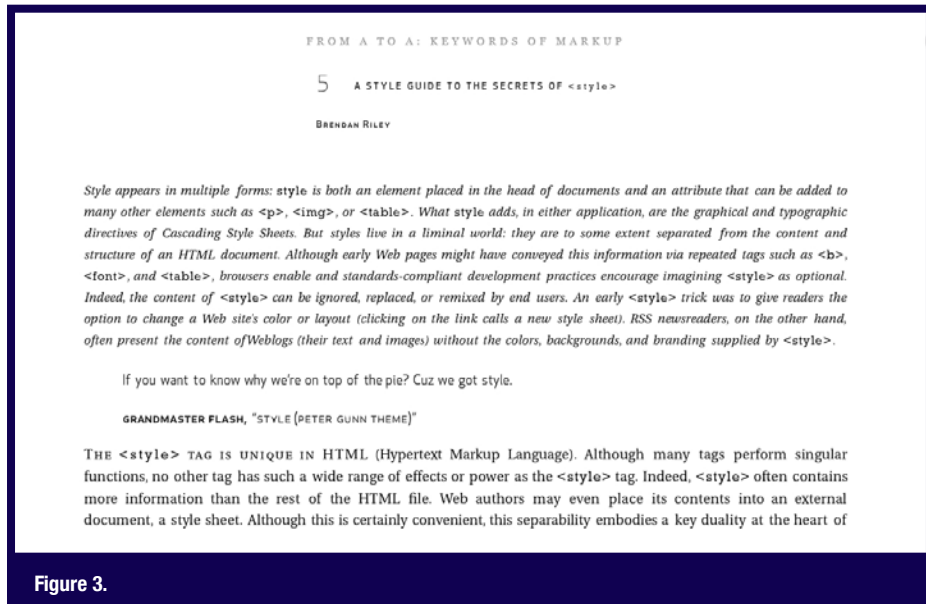 FROM A TO A: KEYWORDS OF MARKUP
5 A STYLE GUIDE TO THE SECRETS OF <style>
BRENDAN RILEY
Style appears in multiple forms: style is both an element placed in the head of documents and an attribute that can be added to
many other elements such as <p>, <img>, or <table>. What style adds, in either application, are the graphical and typographic
directives of Cascading Style Sheets. But styles live in a liminal world: they are to some extent separated from the content and
structure of an HTML document. Although early Web pages might have conveyed this information via repeated tags such as <b>,
<font>, and <table>, browsers enable and standards-compliant development practices encourage imagining <style> as optional.
Indeed, the content of <style> can be ignored, replaced, or remixed by end users. An early <style> trick was to give readers the
option to change a Web site's color or layout (clicking on the link calls a new style sheet). RSS newsreaders, on the other hand,
often present the content of Weblogs (their text and images) without the colors, backgrounds, and branding supplied by <style>.
If you want to know why we're on top of the pie? Cuz we got style.
GRANDMASTER FLASH, "STYLE (PETER GUNN THEME)"
THE <style> TAG IS UNIQUE IN HTML (Hypertext Markup Language). Although many tags perform singular
functions, no other tag has such a wide range of effects or power as the <style> tag. Indeed, <style> often contains
more information than the rest of the HTML file. Web authors may even place its contents into an external
document, a style sheet. Although this is certainly convenient, this separability embodies a key duality at the heart of
Figure 3.